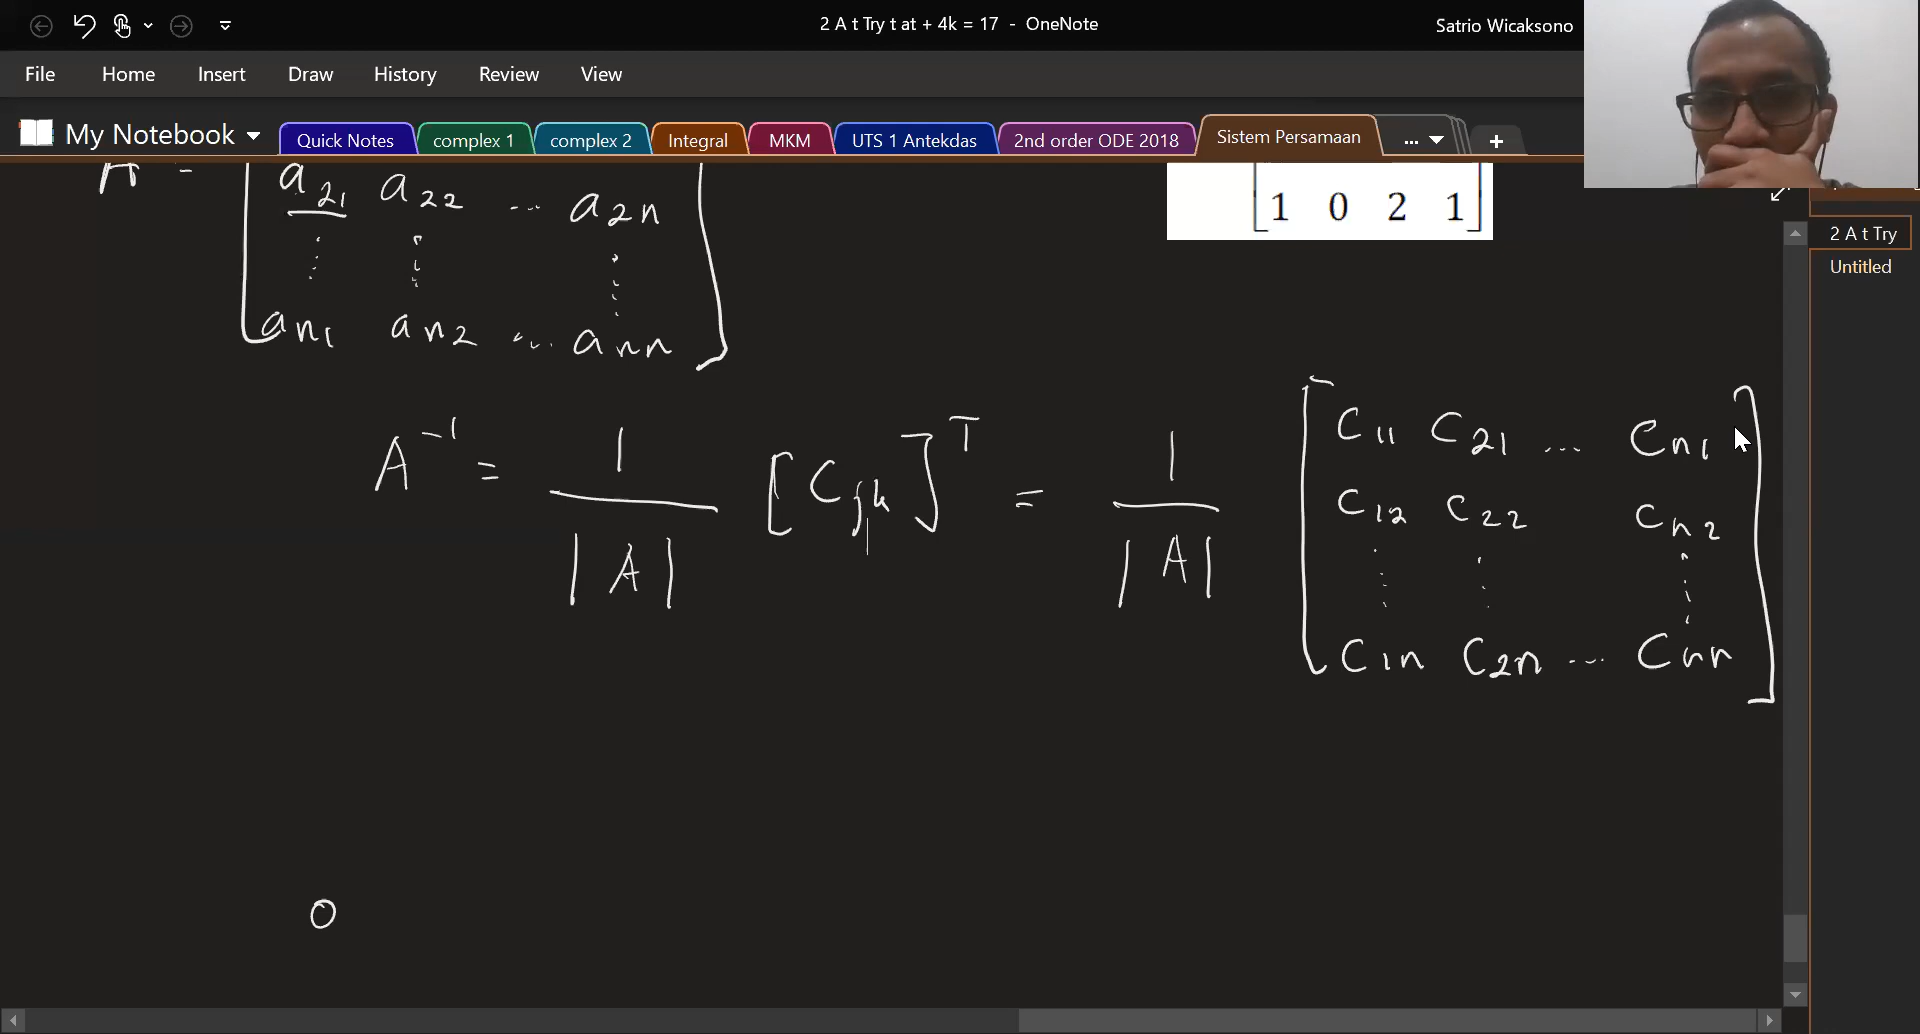 2 A t Try t at + 4k = 17 - OneNote
Satrio Wicaksono
File Home Insert Draw History Review View
My Notebook
Quick Notes complex 1 complex 2 Integral MKM UTS 1 Antekdas 2nd order ODE 2018 Sistem Persamaan ... +
2 A t Try
Untitled
A = [ a21 a22 ... a2n
⋮ ⋮ ⋮
an1 an2 ... ann ]
[1 0 2 1]
A^-1 = 1/|A| [Cjk]^T = 1/|A| [ C11 C21 ... Cn1
C12 C22 Cn2
⋮ ⋮ ⋮
C1n C2n ... Cnn ]
0